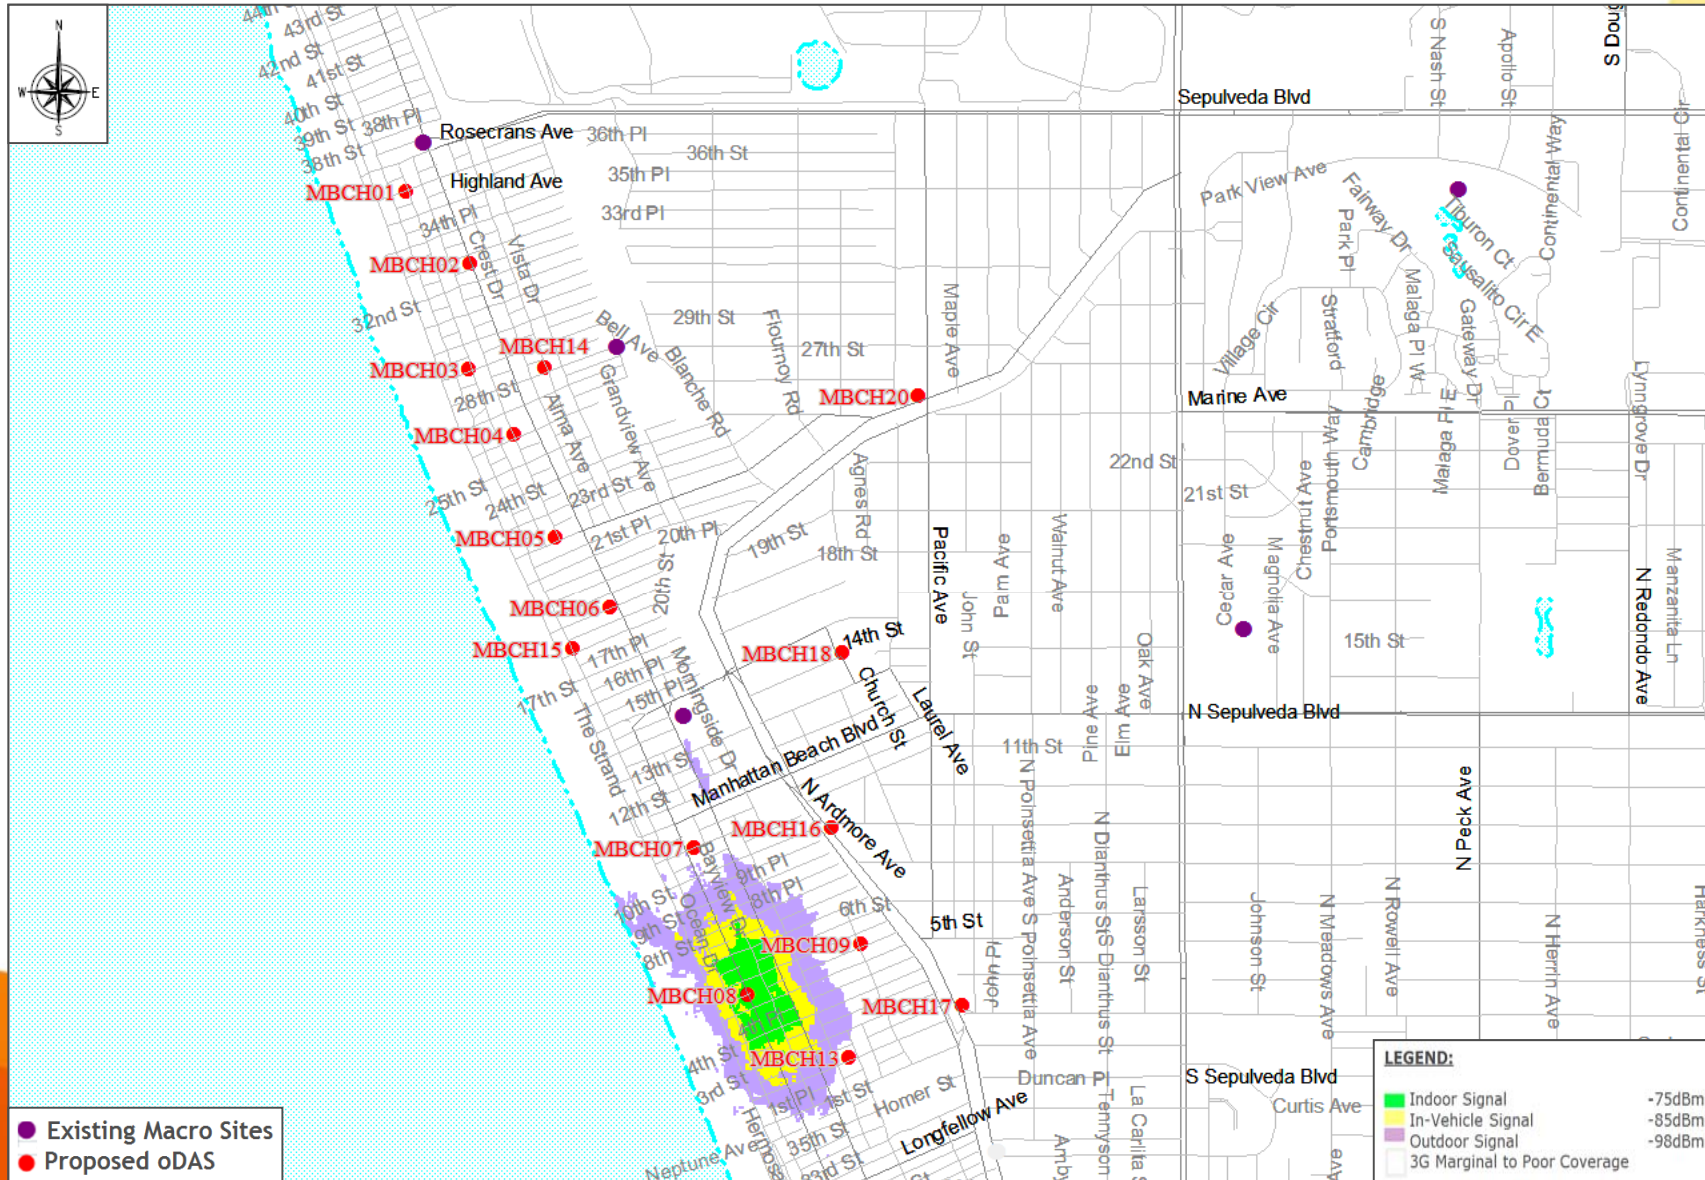 44th St
43rd St
42nd St
41st St
40th St
39th St
38th Pl
38th St
N
W
E
S
Rosecrans Ave
36th Pl
36th St
Sepulveda Blvd
S Nash St
Apollo St
S Doug
Continental Way
Continental Cir
MBCH01
Highland Ave
35th Pl
33rd Pl
34th Pl
Park View Ave
Fairway Dr
Park Pl
Tiburon Ct
Sausalito Cir E
MBCH02
Crest Dr
Vista Dr
32nd St
29th St
Bell Ave
Flournoy Rd
27th St
Maple Ave
Village Cir
Stratford
Malaga Pl W
Gateway Dr
MBCH14
MBCH03
28th St
Grandview Ave
Blanche Rd
MBCH20
Marine Ave
Cambridge
Malaga Pl E
Dover Pl
Bermuda Ct
Lynngrove Dr
MBCH04
Alma Ave
25th St
24th St
23rd St
Agnes Rd
22nd St
21st St
Chestnut Ave
Portsmouth Way
MBCH05
21st Pl
20th Pl
19th St
18th St
Pacific Ave
Pam Ave
Walnut Ave
Cedar Ave
Magnolia Ave
N Redondo Ave
Manzanita Ln
MBCH06
20th St
John St
MBCH15
17th Pl
16th Pl
15th Pl
17th St
MBCH18
14th St
Church St
Laurel Ave
Oak Ave
15th St
The Strand
Morningside Dr
Pine Ave
Elm Ave
N Sepulveda Blvd
13th St
12th St
Manhattan Beach Blvd
11th St
N Ardmore Ave
N Poinsettia Ave
N Dianthus St
N Peck Ave
MBCH16
MBCH07
Bayview Dr
9th Pl
8th Pl
10th St
9th St
8th St
Ocean Dr
6th St
5th St
Anderson St
Larsson St
Johnson St
N Meadows Ave
N Rowell Ave
N Herrin Ave
Harkness St
MBCH09
S Poinsettia Ave
S Dianthus St
John Pl
MBCH08
MBCH17
4th Pl
4th St
3rd St
MBCH13
1st Pl
1st St
Homer St
Duncan Pl
Tennyson
La Carlita S
S Sepulveda Blvd
Curtis Ave
Longfellow Ave
35th St
33rd St
Neptune Ave
Hermos
Amby
Ave
St
Existing Macro Sites
Proposed oDAS
LEGEND:
Indoor Signal -75dBm
In-Vehicle Signal -85dBm
Outdoor Signal -98dBm
3G Marginal to Poor Coverage